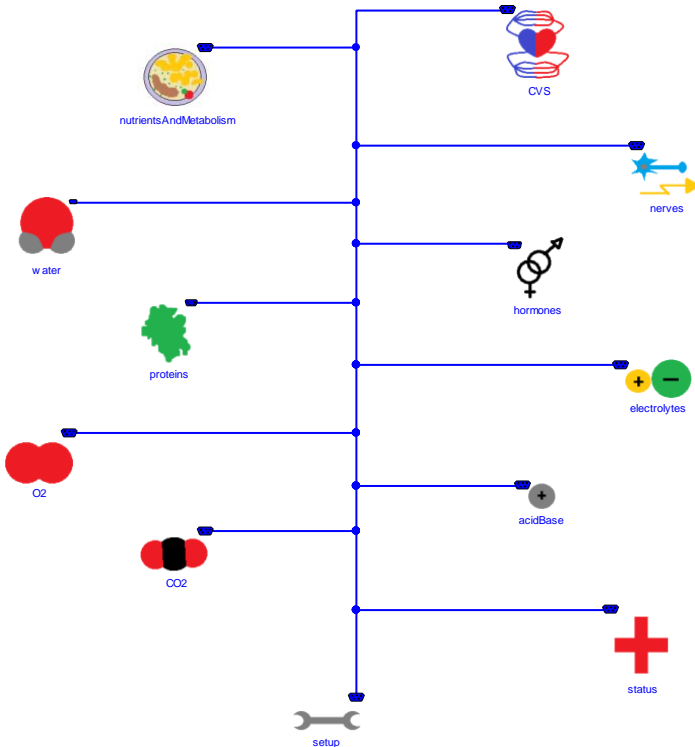 CVS
nutrientsAndMetabolism
nerves
water
hormones
proteins
electrolytes
O2
acidBase
CO2
status
setup